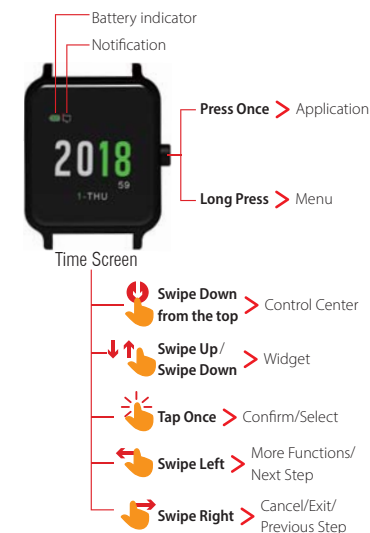 Battery indicator
Notification
Press Once > Application
2018
59
1-THU
Long Press > Menu
Time Screen
Swipe Down
from the top > Control Center
Swipe Up/
Swipe Down > Widget
Tap Once > Confirm/Select
Swipe Left > More Functions/
Next Step
Swipe Right > Cancel/Exit/
Previous Step